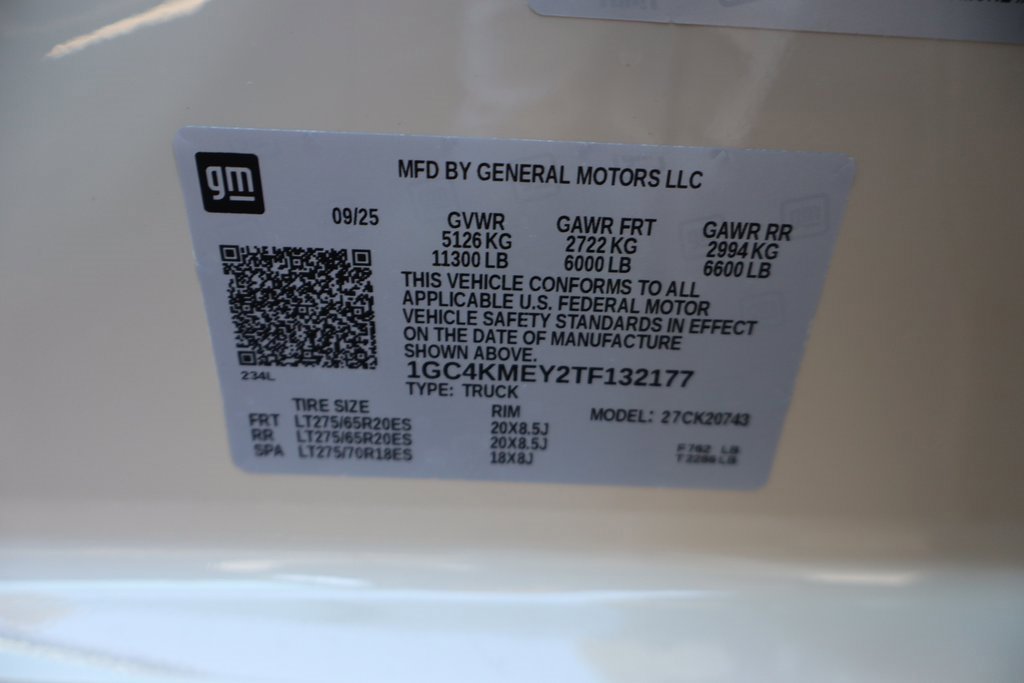 gm
MFD BY GENERAL MOTORS LLC
09/25
GVWR GAWR FRT GAWR RR
5126 KG 2722 KG 2994 KG
11300 LB 6000 LB 6600 LB
THIS VEHICLE CONFORMS TO ALL
APPLICABLE U.S. FEDERAL MOTOR
VEHICLE SAFETY STANDARDS IN EFFECT
ON THE DATE OF MANUFACTURE
SHOWN ABOVE.
234L
1GC4KMEY2TF132177
TYPE: TRUCK
TIRE SIZE RIM MODEL: 27CK20743
FRT LT275/65R20ES 20X8.5J
RR LT275/65R20ES 20X8.5J
SPA LT275/70R18ES 18X8J
LB
LB